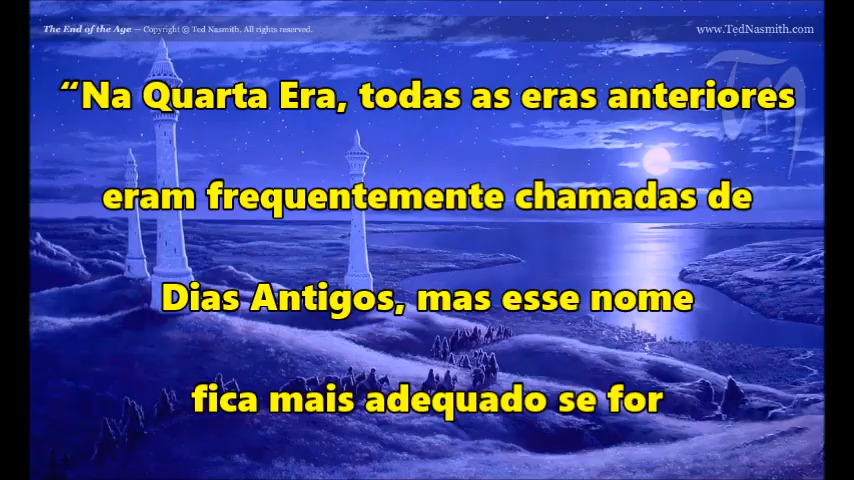 The End of the Age — Copyright © Ted Nasmith. All rights reserved.
www.TedNasmith.com
“Na Quarta Era, todas as eras anteriores
eram frequentemente chamadas de
Dias Antigos, mas esse nome
fica mais adequado se for